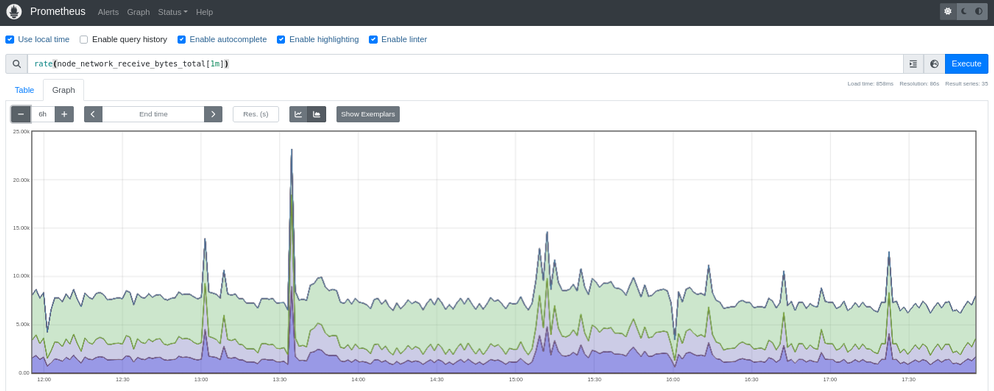 Prometheus Alerts Graph Status Help
Use local time Enable query history Enable autocomplete Enable highlighting Enable linter
rate(node_network_receive_bytes_total[1m]) Execute
Load time: 858ms Resolution: 86s Result series: 35
Table Graph
− 6h + End time Res. (s) Show Exemplars
25.00k
20.00k
15.00k
10.00k
5.00k
0.00
12:00 12:30 13:00 13:30 14:00 14:30 15:00 15:30 16:00 16:30 17:00 17:30